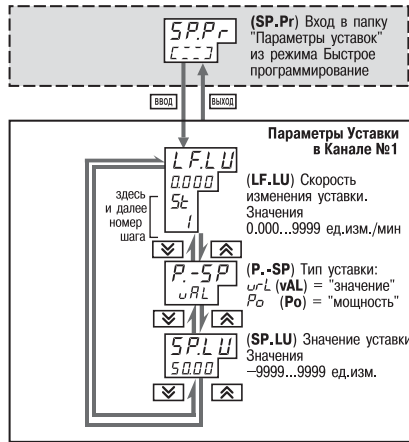 SP.Pr
[---]
(SP.Pr) Вход в папку
"Параметры уставок"
из режима Быстрое
программирование
ВВОД
ВЫХОД
Параметры Уставки
в Канале №1
LF.LU
0.000
St
1
здесь
и далее
номер
шага
(LF.LU) Скорость
изменения уставки.
Значения
0.000...9999 ед.изм./мин
P.-SP
vAL
(P.-SP) Тип уставки:
vrL (vAL) = "значение"
Po (Po) = "мощность"
SP.LU
50.00
(SP.LU) Значение уставки
Значения
–9999...9999 ед.изм.